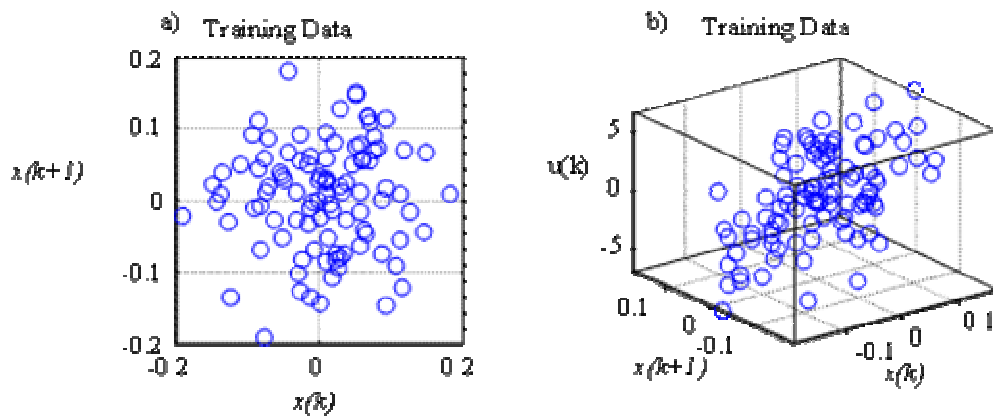 a) Training Data
0.2
0.1
x(k+1)
0
-0.1
-0.2
-0 2 0 0 2
x(k)
b) Training Data
5
u(k)
0
-5
0.1
0
-0.1
x(k+1)
-0.1
0
0 1
x(k)